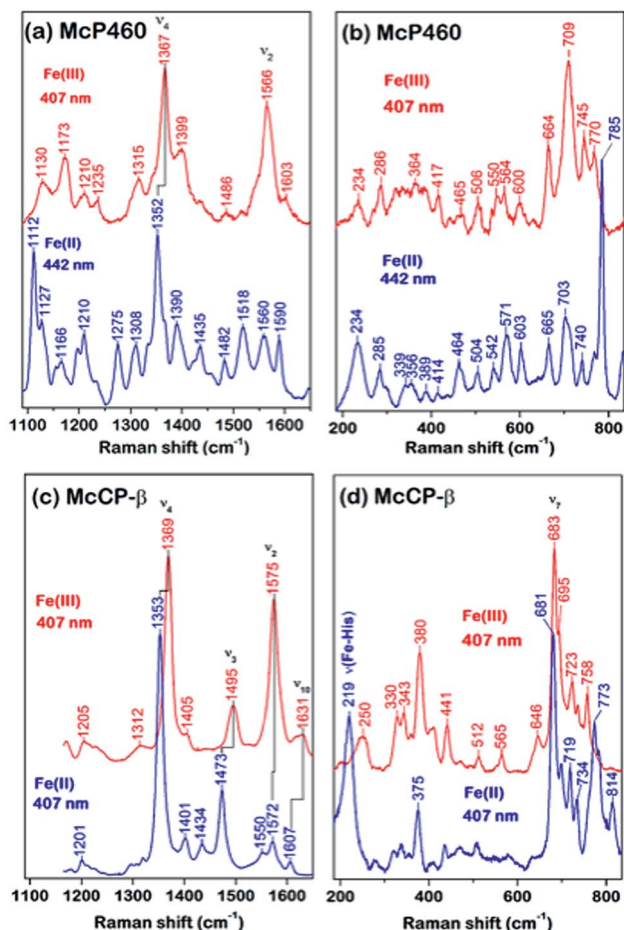 (a) McP460
ν4
1367
ν2
1566
Fe(III)
407 nm
1130
1173
1210
1235
1315
1399
1486
1603
1352
1112
Fe(II)
442 nm
1127
1166
1210
1275
1308
1390
1435
1482
1518
1560
1590
1100 1200 1300 1400 1500 1600
Raman shift (cm-1)
(b) McP460
709
Fe(III)
407 nm
664
745
770
785
234
286
364
417
465
506
550
564
600
Fe(II)
442 nm
234
285
339
356
389
414
464
504
542
571
603
665
703
740
200 400 600 800
Raman shift (cm-1)
(c) McCP-β
ν4
1369
ν2
1575
1353
Fe(III)
407 nm
ν3
1495
ν10
1631
1205
1312
1405
1473
Fe(II)
407 nm
1201
1401
1434
1550
1572
1607
1100 1200 1300 1400 1500 1600
Raman shift (cm-1)
(d) McCP-β
ν7
683
681
695
Fe(III)
407 nm
219 ν(Fe-His)
250
330
343
380
441
512
565
646
723
758
773
Fe(II)
407 nm
375
719
734
814
200 400 600 800
Raman shift (cm-1)